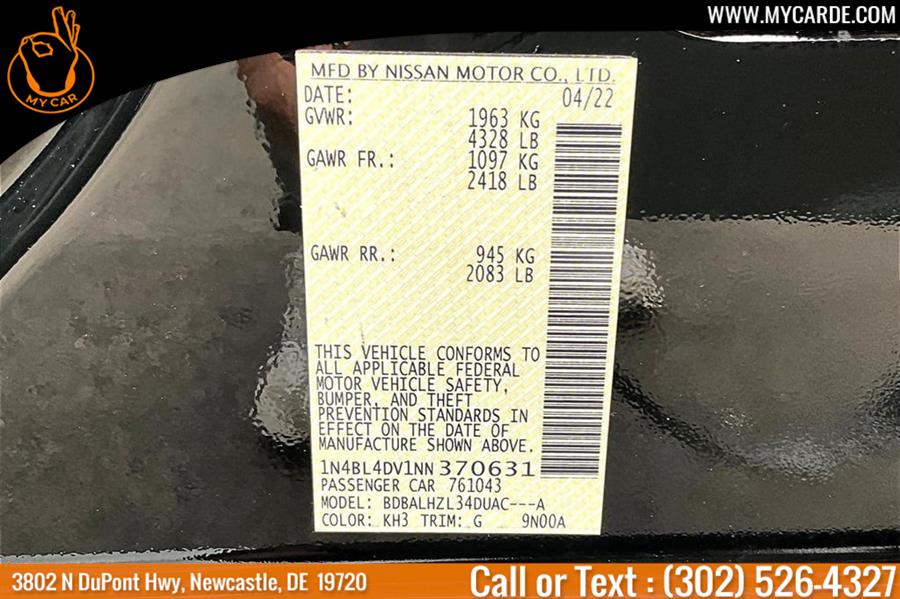 WWW.MYCARDE.COM
MY CAR
MFD BY NISSAN MOTOR CO., LTD.
DATE: 04/22
GVWR: 1963 KG
4328 LB
GAWR FR.: 1097 KG
2418 LB
GAWR RR.: 945 KG
2083 LB
THIS VEHICLE CONFORMS TO
ALL APPLICABLE FEDERAL
MOTOR VEHICLE SAFETY,
BUMPER, AND THEFT
PREVENTION STANDARDS IN
EFFECT ON THE DATE OF
MANUFACTURE SHOWN ABOVE.
1N4BL4DV1NN370631
PASSENGER CAR 761043
MODEL: BDBALHZL34DUAC---A
COLOR: KH3 TRIM: G 9N00A
3802 N DuPont Hwy, Newcastle, DE 19720
Call or Text : (302) 526-4327